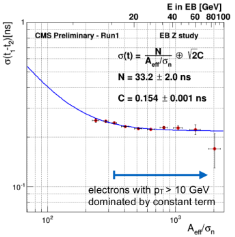 E in EB [GeV]
20 40 60 80 100
σ(t₁-t₂)[ns]
CMS Preliminary - Run1 EB Z study
σ(t) = N / A_eff/σ_n ⊕ √2C
N = 33.2 ± 2.0 ns
C = 0.154 ± 0.001 ns
10⁻¹
electrons with p_T > 10 GeV
dominated by constant term
10² 10³
A_eff/σ_n